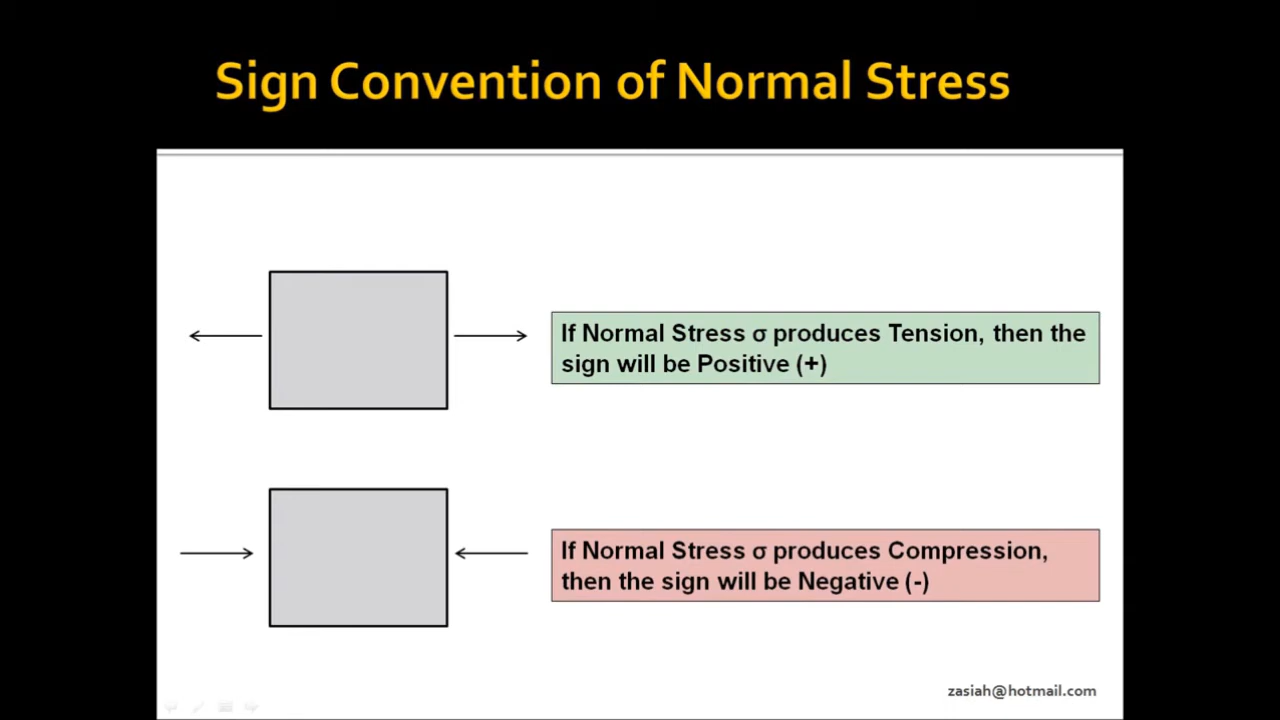 Sign Convention of Normal Stress
If Normal Stress σ produces Tension, then the
sign will be Positive (+)
If Normal Stress σ produces Compression,
then the sign will be Negative (-)
zasiah@hotmail.com